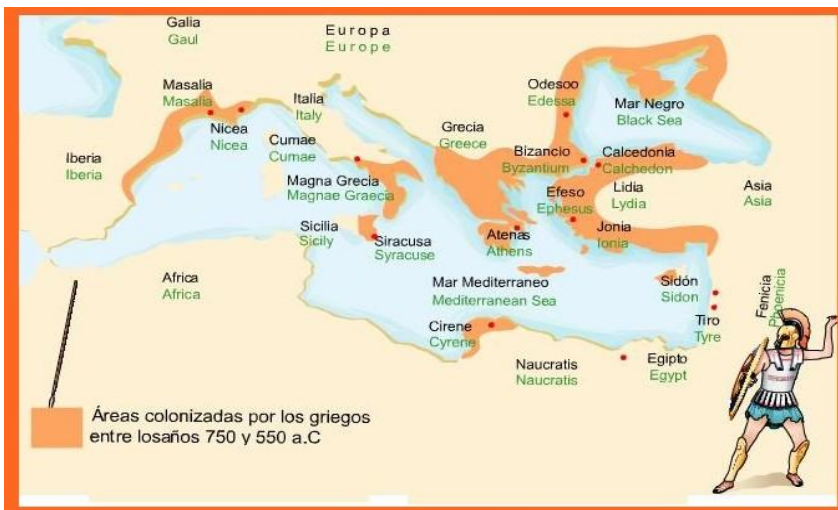 Galia
Gaul
Europa
Europe
Masalia
Masalia
Nicea
Nicea
Italia
Italy
Cumae
Cumae
Iberia
Iberia
Magna Grecia
Magnae Graecia
Grecia
Greece
Odesoo
Edessa
Mar Negro
Black Sea
Bizancio
Byzantium
Calcedonia
Calchedon
Efeso
Ephesus
Lidia
Lydia
Asia
Asia
Sicilia
Sicily
Siracusa
Syracuse
Atenas
Athens
Jonia
Ionia
Africa
Africa
Mar Mediterraneo
Mediterranean Sea
Sidón
Sidon
Fenicia
Phoenicia
Tiro
Tyre
Cirene
Cyrene
Naucratis
Naucratis
Egipto
Egypt
Áreas colonizadas por los griegos
entre losaños 750 y 550 a.C